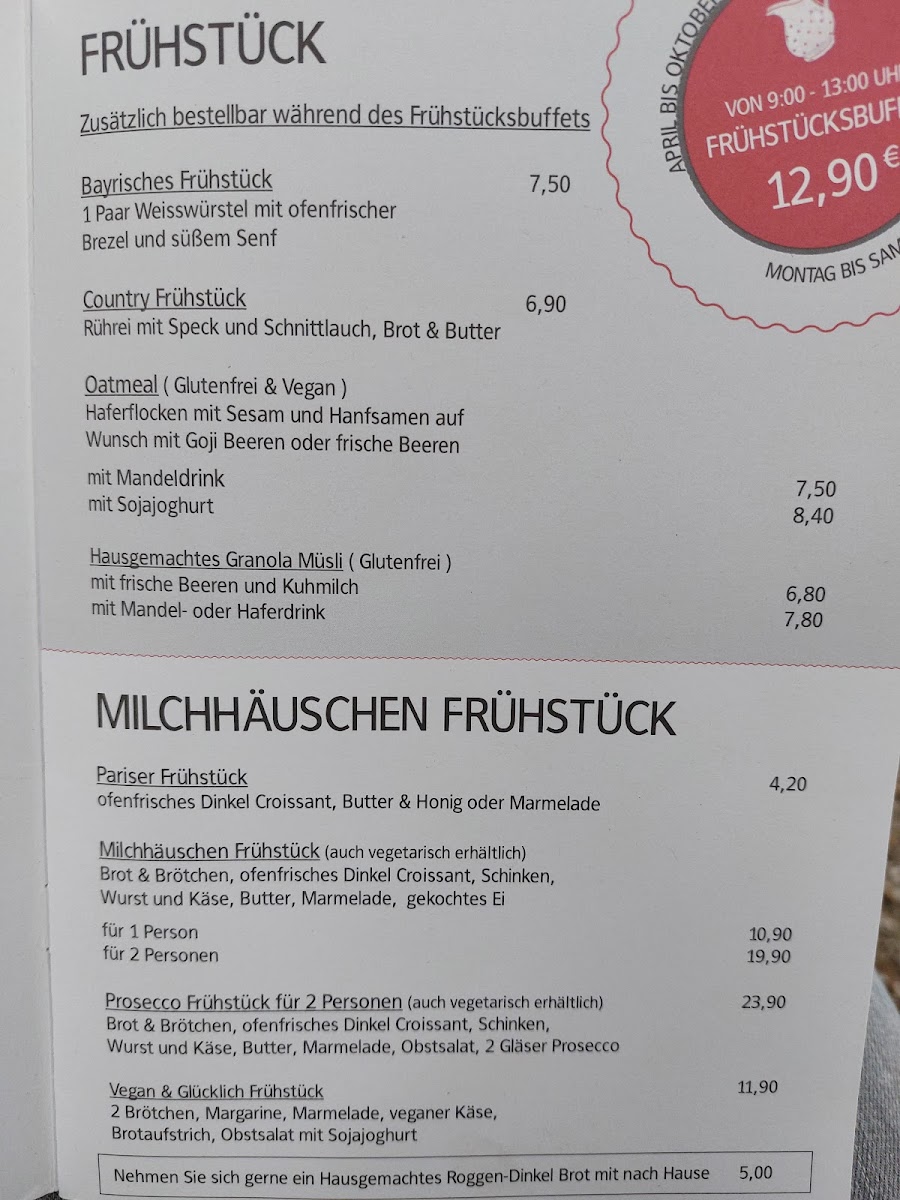 FRÜHSTÜCK
Zusätzlich bestellbar während des Frühstücksbuffets
APRIL BIS OKTOBER
VON 9:00 - 13:00 UHR
12,90 €
MONTAG BIS
Bayrisches Frühstück 7,50
1 Paar Weisswürstel mit ofenfrischer
Brezel und süßem Senf
Country Frühstück 6,90
Rührei mit Speck und Schnittlauch, Brot & Butter
Oatmeal ( Glutenfrei & Vegan )
Haferflocken mit Sesam und Hanfsamen auf
Wunsch mit Goji Beeren oder frische Beeren
mit Mandeldrink 7,50
mit Sojajoghurt 8,40
Hausgemachtes Granola Müsli ( Glutenfrei )
mit frische Beeren und Kuhmilch 6,80
mit Mandel- oder Haferdrink 7,80
MILCHHÄUSCHEN FRÜHSTÜCK
Pariser Frühstück 4,20
ofenfrisches Dinkel Croissant, Butter & Honig oder Marmelade
Milchhäuschen Frühstück (auch vegetarisch erhältlich)
Brot & Brötchen, ofenfrisches Dinkel Croissant, Schinken,
Wurst und Käse, Butter, Marmelade, gekochtes Ei
für 1 Person 10,90
für 2 Personen 19,90
Prosecco Frühstück für 2 Personen (auch vegetarisch erhältlich) 23,90
Brot & Brötchen, ofenfrisches Dinkel Croissant, Schinken,
Wurst und Käse, Butter, Marmelade, Obstsalat, 2 Gläser Prosecco
Vegan & Glücklich Frühstück 11,90
2 Brötchen, Margarine, Marmelade, veganer Käse,
Brotaufstrich, Obstsalat mit Sojajoghurt
Nehmen Sie sich gerne ein Hausgemachtes Roggen-Dinkel Brot mit nach Hause 5,00